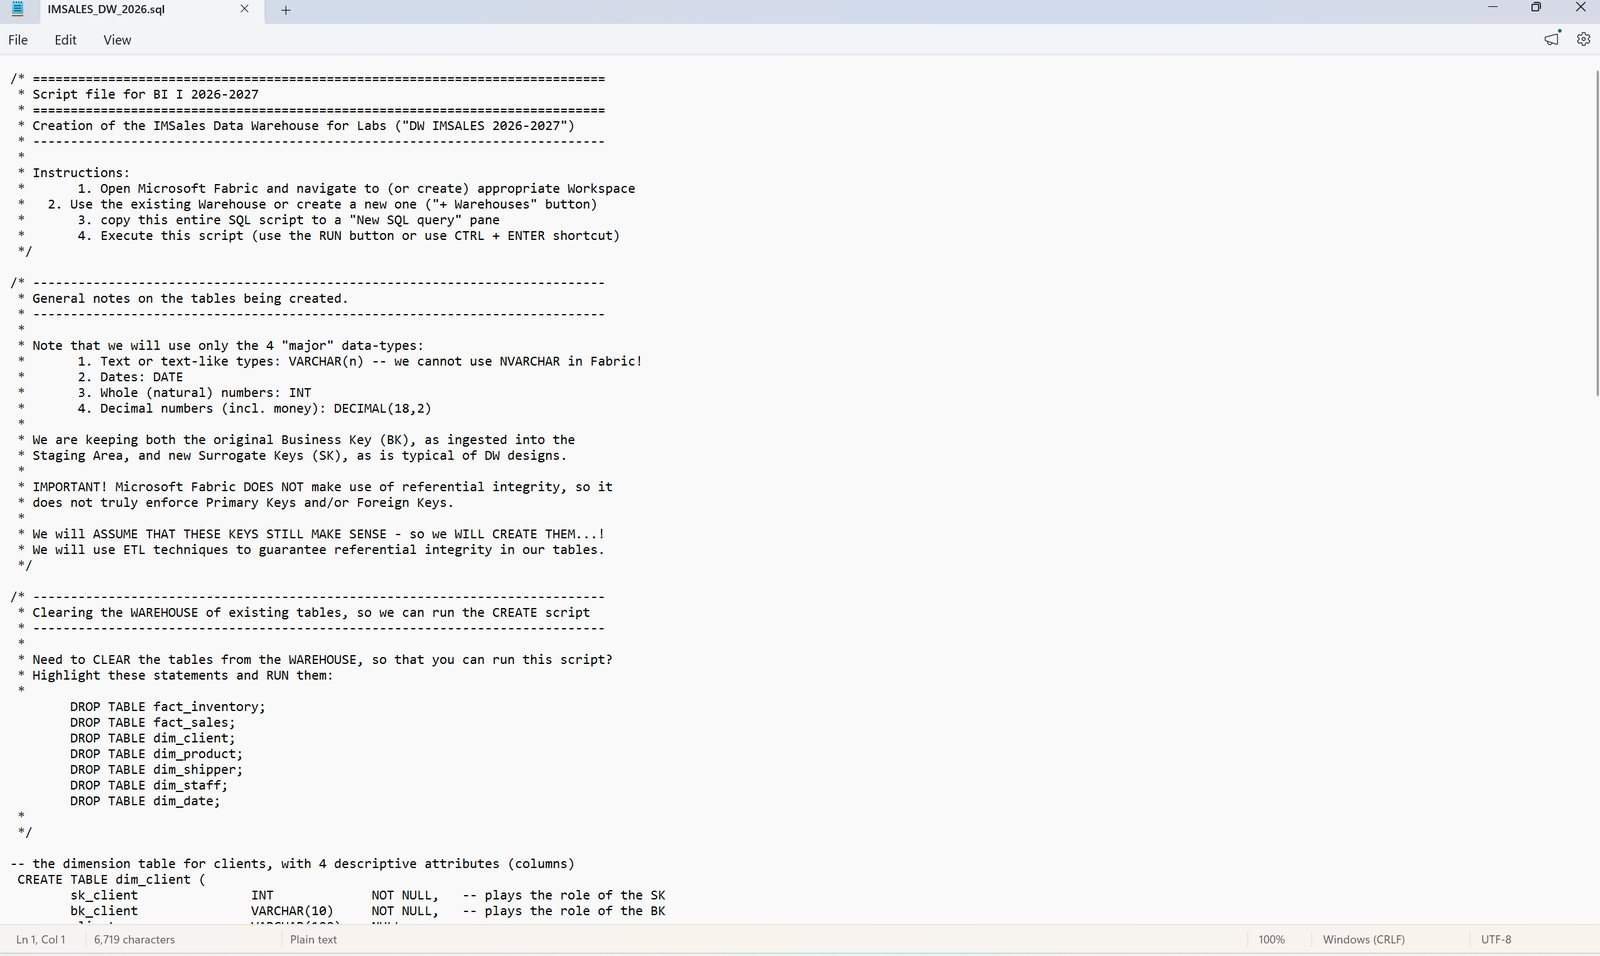 IMSALES_DW_2026.sql
File Edit View
/* ============================================================================
 * Script file for BI I 2026-2027
 * ============================================================================
 * Creation of the IMSales Data Warehouse for Labs ("DW IMSALES 2026-2027")
 * ----------------------------------------------------------------------------
 *
 * Instructions:
 *       1. Open Microsoft Fabric and navigate to (or create) appropriate Workspace
 *   2. Use the existing Warehouse or create a new one ("+ Warehouses" button)
 *       3. copy this entire SQL script to a "New SQL query" pane
 *       4. Execute this script (use the RUN button or use CTRL + ENTER shortcut)
 */
/* ----------------------------------------------------------------------------
 * General notes on the tables being created.
 * ----------------------------------------------------------------------------
 *
 * Note that we will use only the 4 "major" data-types:
 *       1. Text or text-like types: VARCHAR(n) -- we cannot use NVARCHAR in Fabric!
 *       2. Dates: DATE
 *       3. Whole (natural) numbers: INT
 *       4. Decimal numbers (incl. money): DECIMAL(18,2)
 *
 * We are keeping both the original Business Key (BK), as ingested into the
 * Staging Area, and new Surrogate Keys (SK), as is typical of DW designs.
 *
 * IMPORTANT! Microsoft Fabric DOES NOT make use of referential integrity, so it
 * does not truly enforce Primary Keys and/or Foreign Keys.
 *
 * We will ASSUME THAT THESE KEYS STILL MAKE SENSE - so we WILL CREATE THEM...!
 * We will use ETL techniques to guarantee referential integrity in our tables.
 */
/* ----------------------------------------------------------------------------
 * Clearing the WAREHOUSE of existing tables, so we can run the CREATE script
 * ----------------------------------------------------------------------------
 *
 * Need to CLEAR the tables from the WAREHOUSE, so that you can run this script?
 * Highlight these statements and RUN them:
 *
        DROP TABLE fact_inventory;
        DROP TABLE fact_sales;
        DROP TABLE dim_client;
        DROP TABLE dim_product;
        DROP TABLE dim_shipper;
        DROP TABLE dim_staff;
        DROP TABLE dim_date;
 *
 */
-- the dimension table for clients, with 4 descriptive attributes (columns)
 CREATE TABLE dim_client (
        sk_client               INT             NOT NULL,   -- plays the role of the SK
        bk_client               VARCHAR(10)     NOT NULL,   -- plays the role of the BK
Ln 1, Col 1 6,719 characters Plain text 100% Windows (CRLF) UTF-8